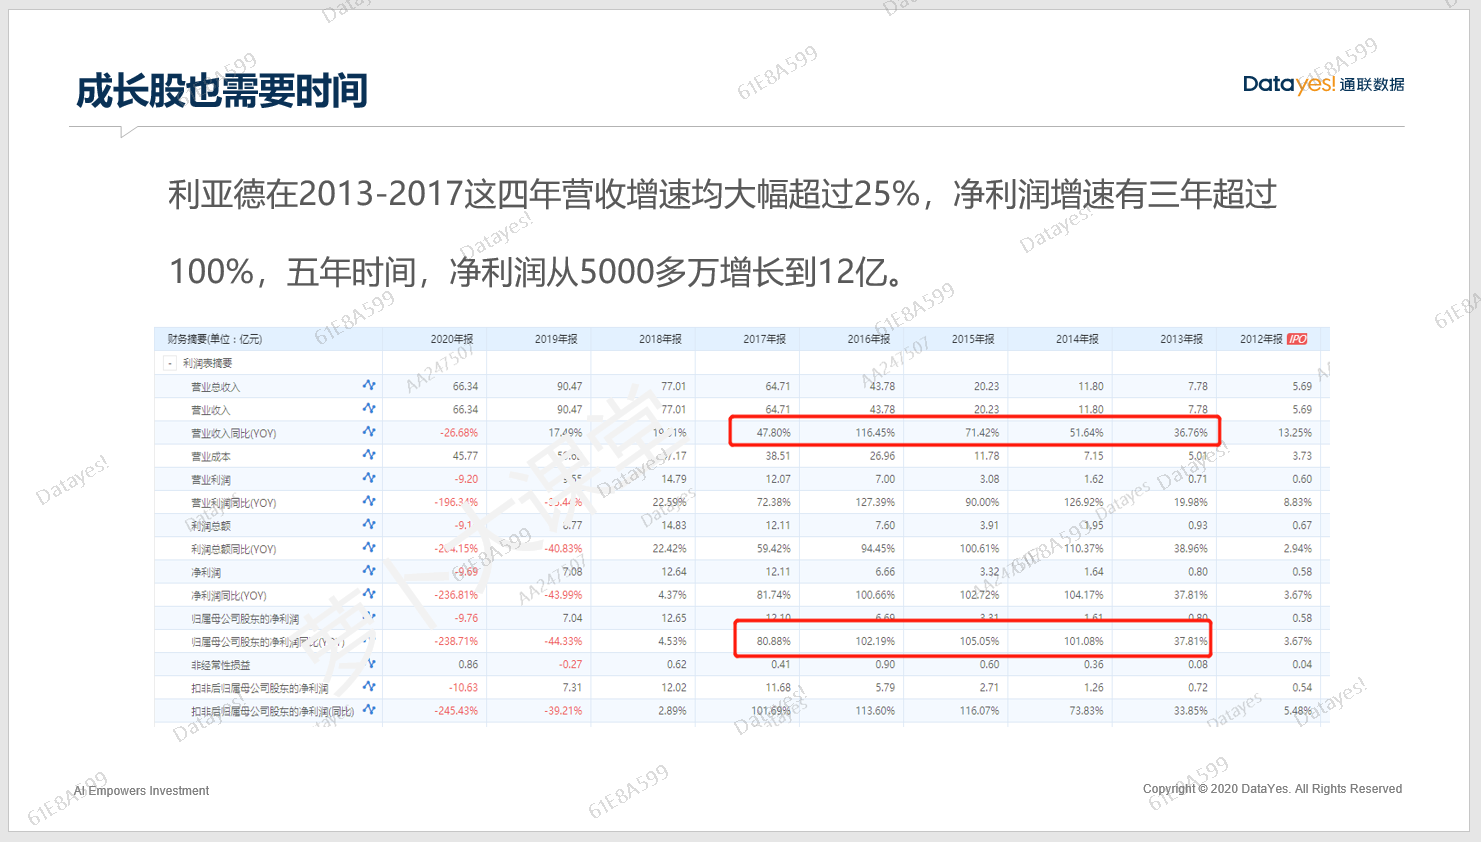 成长股也需要时间
Datayes! 通联数据
利亚德在2013-2017这四年营收增速均大幅超过25%，净利润增速有三年超过
100%，五年时间，净利润从5000多万增长到12亿。
财务摘要(单位：亿元) 2020年报 2019年报 2018年报 2017年报 2016年报 2015年报 2014年报 2013年报 2012年报 IPO
- 利润表摘要
营业总收入 66.34 90.47 77.01 64.71 43.78 20.23 11.80 7.78 5.69
营业收入 66.34 90.47 77.01 64.71 43.78 20.23 11.80 7.78 5.69
营业收入同比(YOY) -26.68% 17.49% 47.80% 116.45% 71.42% 51.64% 36.76% 13.25%
营业成本 45.77 38.51 26.96 11.78 7.15 5.01 3.73
营业利润 -9.20 14.79 12.07 7.00 3.08 1.62 0.71 0.60
营业利润同比(YOY) -196.34% 22.59% 72.38% 127.39% 90.00% 126.92% 19.98% 8.83%
利润总额 14.83 12.11 7.60 3.91 1.95 0.93 0.67
利润总额同比(YOY) -40.83% 22.42% 59.42% 94.45% 100.61% 110.37% 38.96% 2.94%
净利润 -9.69 7.08 12.64 12.11 6.66 3.32 1.64 0.80 0.58
净利润同比(YOY) -236.81% -43.99% 4.37% 81.74% 100.66% 102.72% 104.17% 37.81% 3.67%
归属母公司股东的净利润 -9.76 7.04 12.65 12.10 6.69 3.31 1.61 0.80 0.58
归属母公司股东的净利润同比(YOY) -238.71% -44.33% 4.53% 80.88% 102.19% 105.05% 101.08% 37.81% 3.67%
非经常性损益 0.86 -0.27 0.62 0.41 0.90 0.60 0.36 0.08 0.04
扣非后归属母公司股东的净利润 -10.63 7.31 12.02 11.68 5.79 2.71 1.26 0.72 0.54
扣非后归属母公司股东的净利润(同比) -245.43% -39.21% 2.89% 101.69% 113.60% 116.07% 73.83% 33.85% 5.48%
萝卜大课堂
61E8A599
Datayes!
AA247507
AI Empowers Investment
Copyright © 2020 DataYes. All Rights Reserved